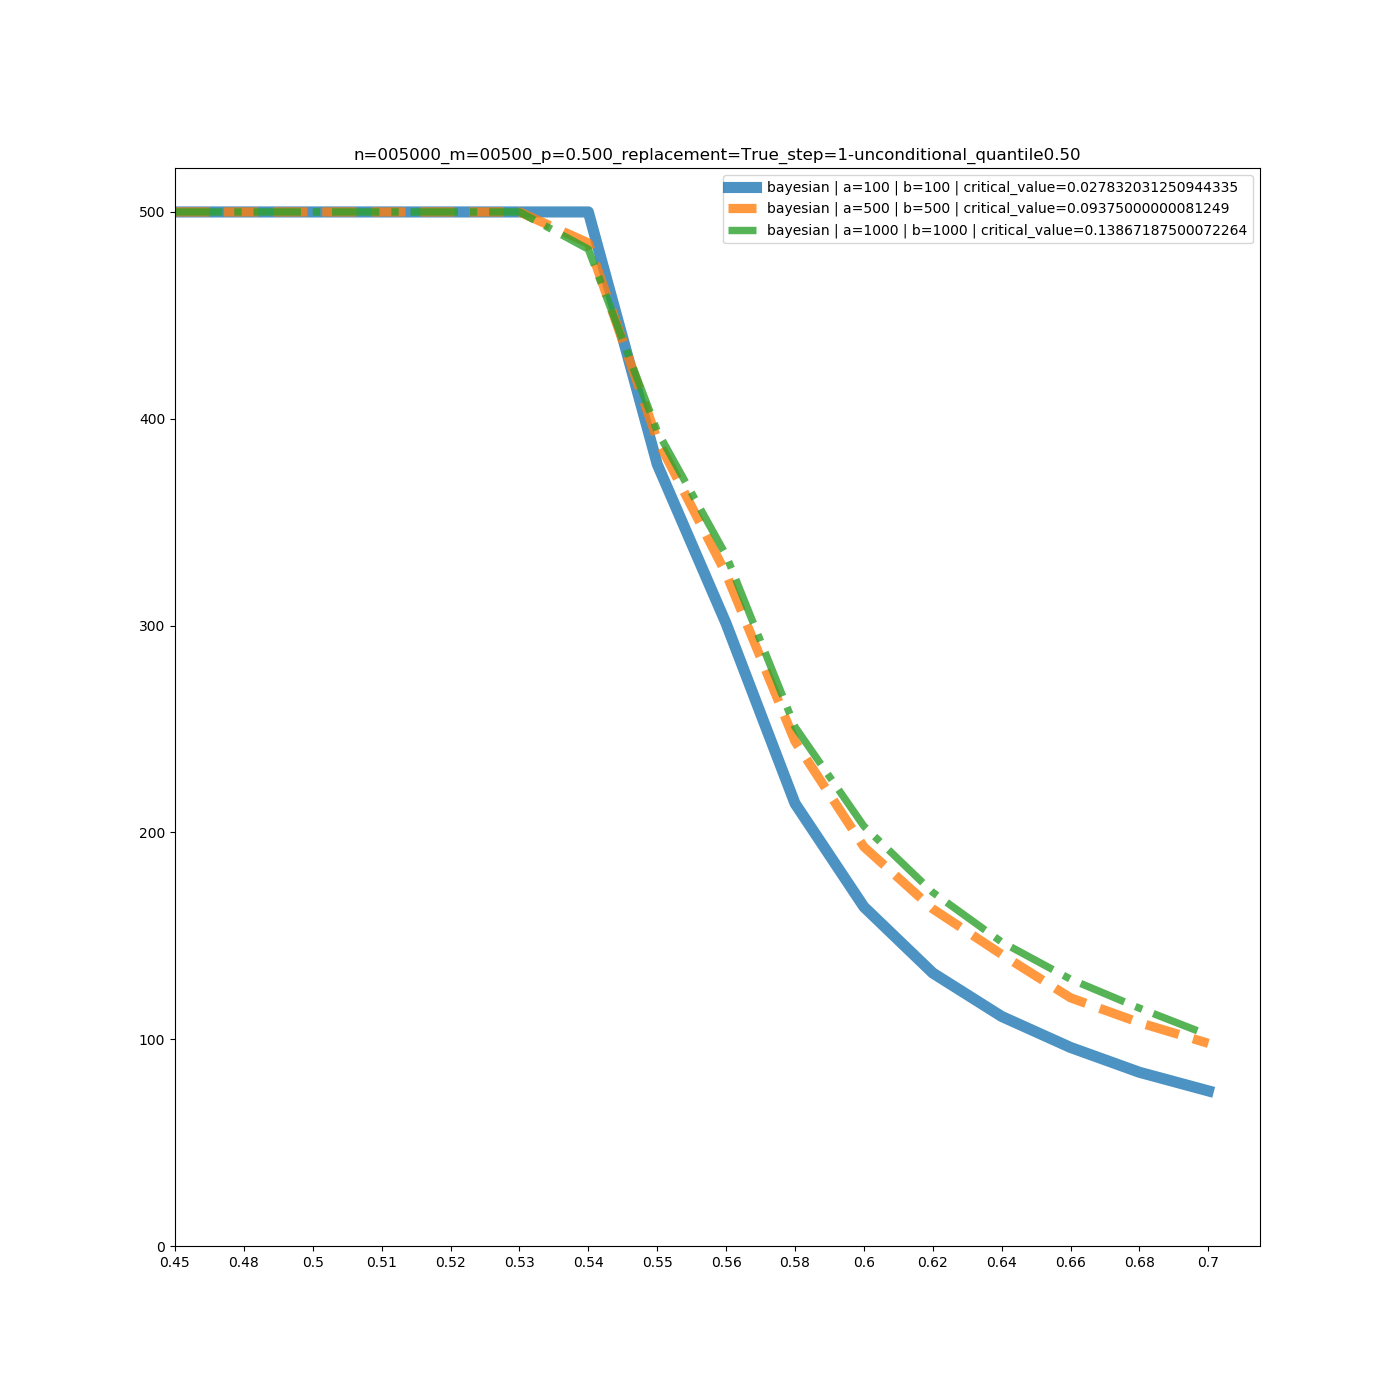 n=005000_m=00500_p=0.500_replacement=True_step=1-unconditional_quantile0.50
bayesian | a=100 | b=100 | critical_value=0.027832031250944335
bayesian | a=500 | b=500 | critical_value=0.09375000000081249
bayesian | a=1000 | b=1000 | critical_value=0.13867187500072264
500
400
300
200
100
0
0.45 0.48 0.5 0.51 0.52 0.53 0.54 0.55 0.56 0.58 0.6 0.62 0.64 0.66 0.68 0.7